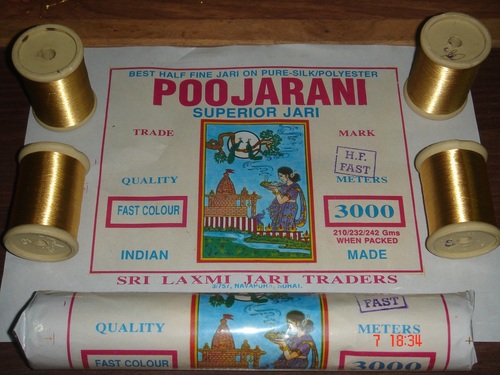 BEST HALF FINE JARI ON PURE-SILK/POLYESTER
POOJARANI
SUPERIOR JARI
TRADE MARK
H.F.
FAST
QUALITY METERS
FAST COLOUR 3000
210/232/242 Gms
WHEN PACKED
INDIAN MADE
SRI LAXMI JARI TRADERS
FAST
QUALITY METERS
7 18:34
FAST COLOUR 3000